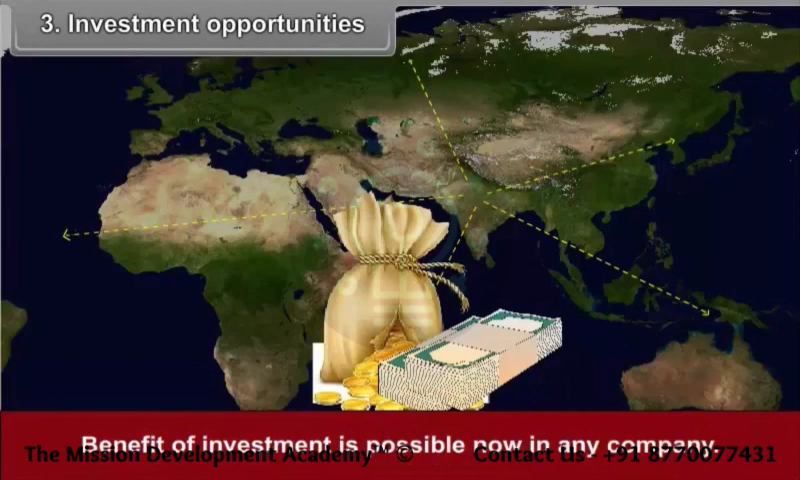 3. Investment opportunities
Benefit of investment is possible now in any company.
The Mission Development Academy™ © Contact Us- +91 8770077431